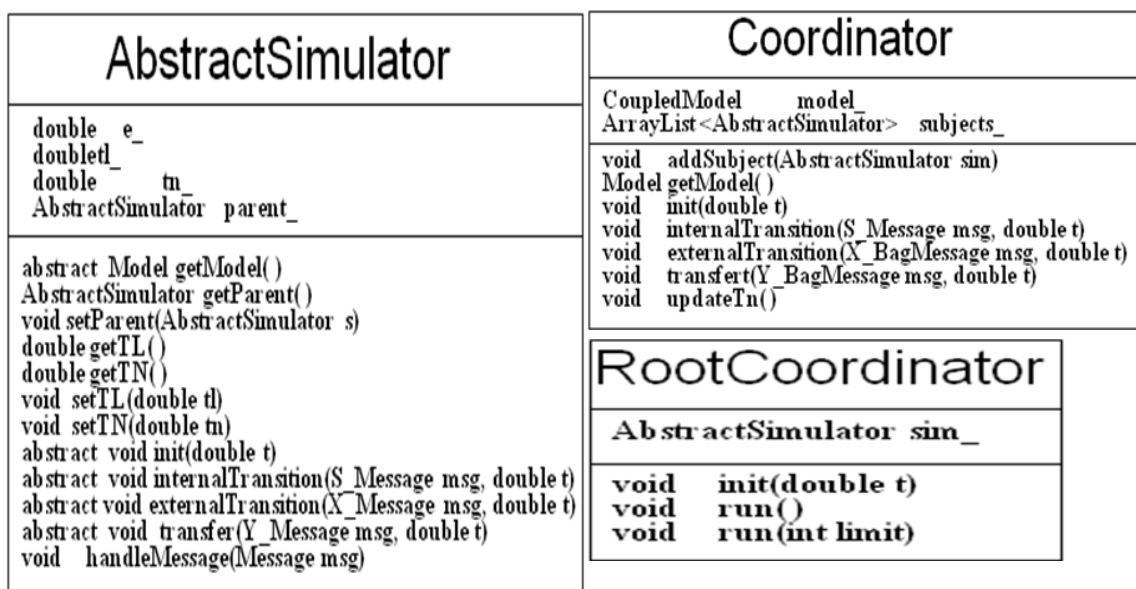 AbstractSimulator
double e_
doubletl_
double tn_
AbstractSimulator parent_
abstract Model getModel()
AbstractSimulator getParent()
void setParent(AbstractSimulator s)
double getTL()
double getTN()
void setTL(double tl)
void setTN(double tn)
abstract void init(double t)
abstract void internalTransition(S_Message msg, double t)
abstract void externalTransition(X_Message msg, double t)
abstract void transfer(Y_Message msg, double t)
void handleMessage(Message msg)
Coordinator
CoupledModel model_
ArrayList<AbstractSimulator> subjects_
void addSubject(AbstractSimulator sim)
Model getModel()
void init(double t)
void internalTransition(S_Message msg, double t)
void externalTransition(X_BagMessage msg, double t)
void transfert(Y_BagMessage msg, double t)
void updateTn()
RootCoordinator
AbstractSimulator sim_
void init(double t)
void run()
void run(int limit)